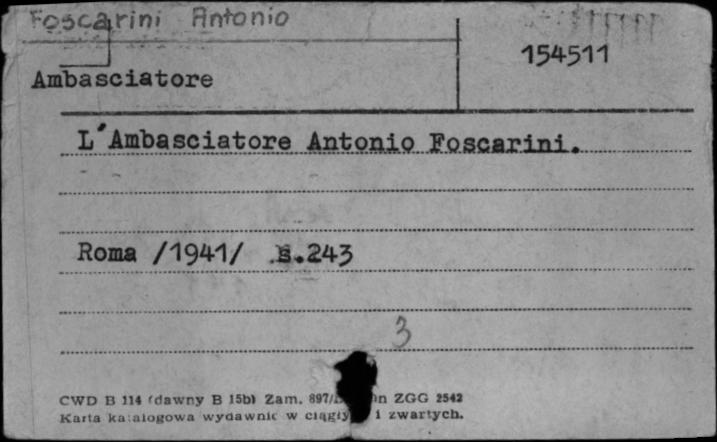 Foscarini Antonio
154511
Ambasciatore
L'Ambasciatore Antonio Foscarini.
Roma /1941/ s.243
3
CWD B 114 (dawny B 15b) Zam. 897/ ZGG 2542
Karta katalogowa wydawnic w ciągły i zwartych.